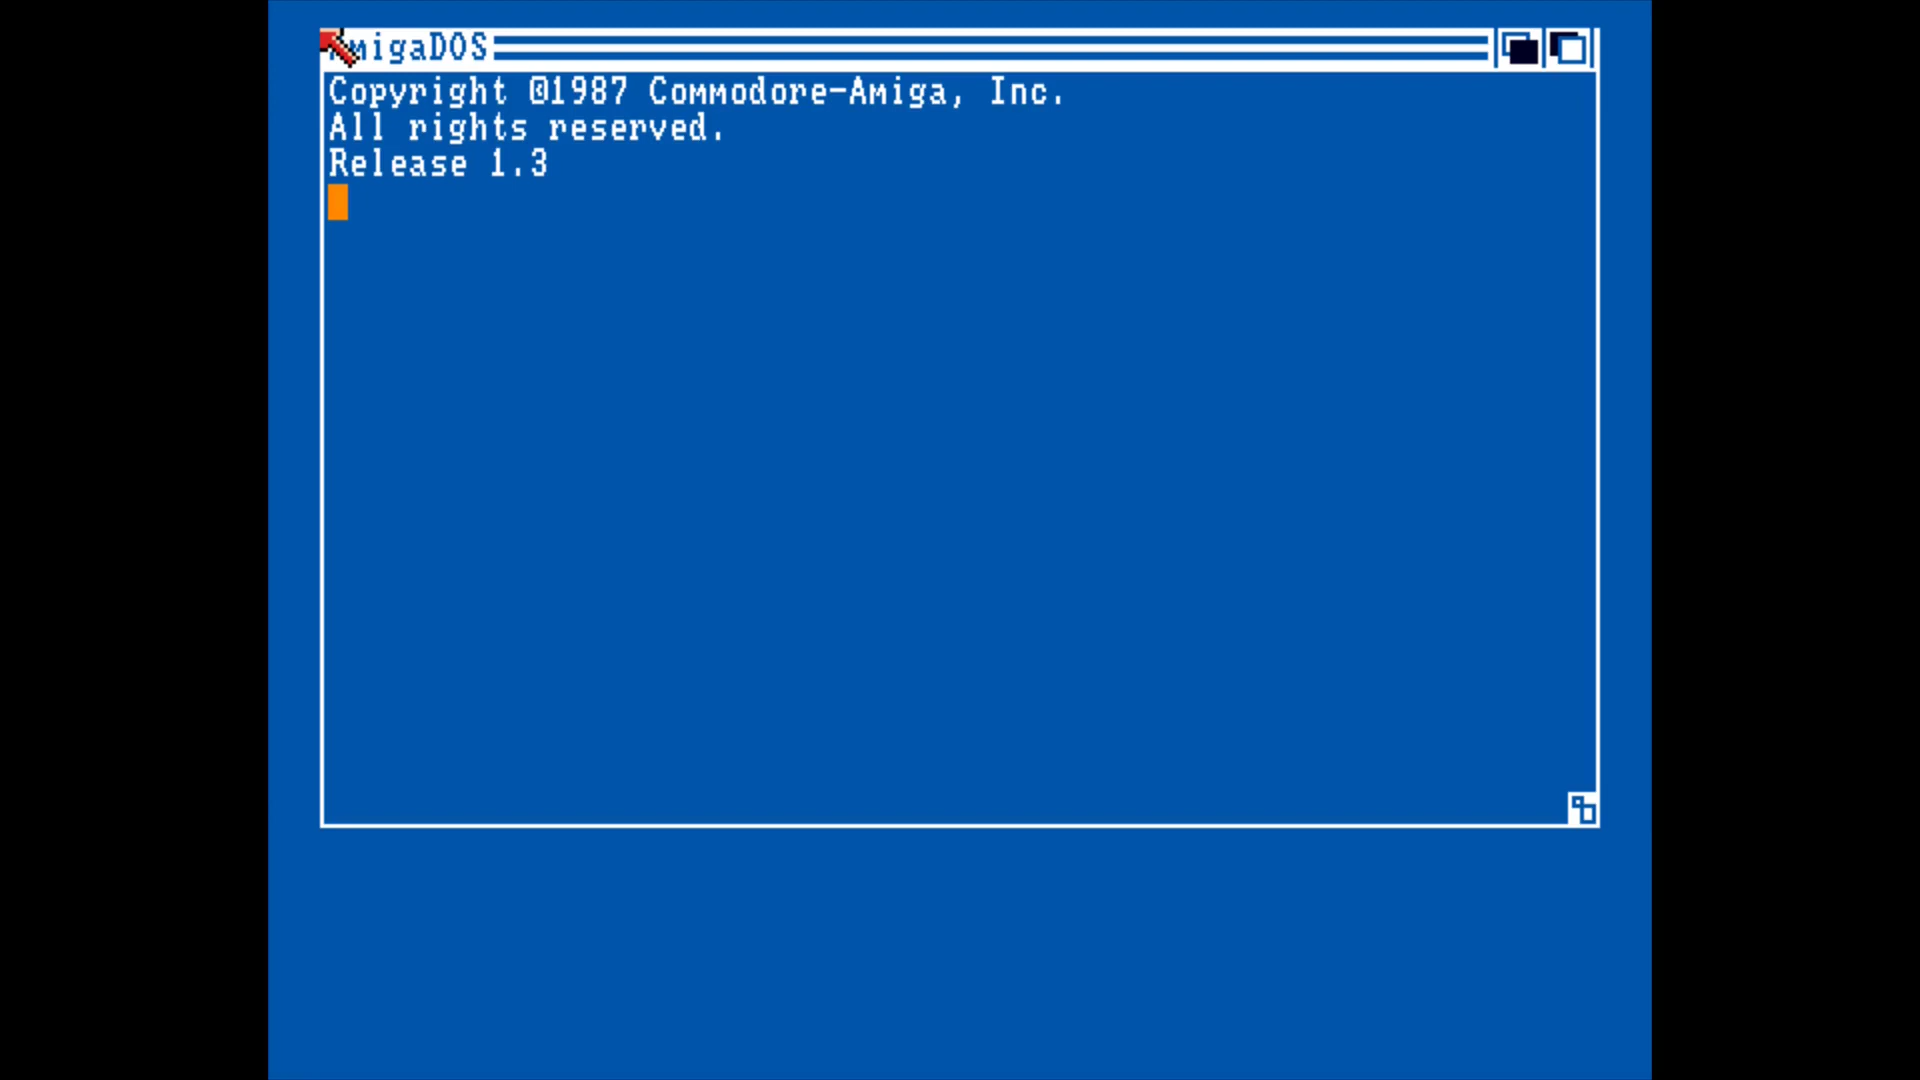 AmigaDOS
Copyright ©1987 Commodore-Amiga, Inc.
All rights reserved.
Release 1.3